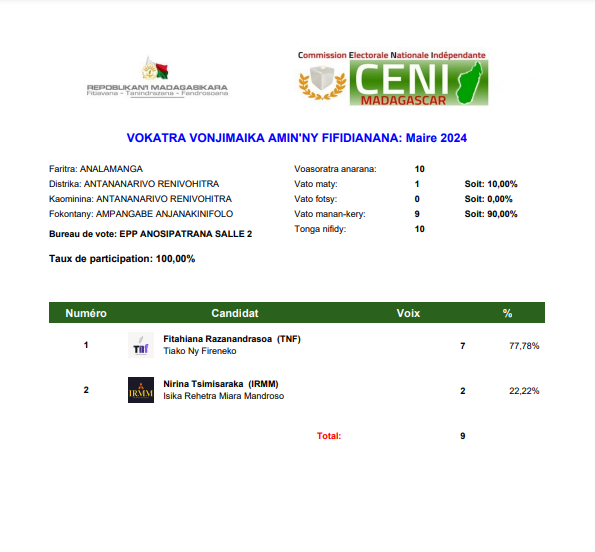 REPOBLIKAN'I MADAGASIKARA
Fitiavana – Tanindrazana – Fandrosoana
Commission Electorale Nationale Indépendante
CENI
MADAGASCAR
VOKATRA VONJIMAIKA AMIN'NY FIFIDIANANA: Maire 2024
Faritra: ANALAMANGA
Distrika: ANTANANARIVO RENIVOHITRA
Kaominina: ANTANANARIVO RENIVOHITRA
Fokontany: AMPANGABE ANJANAKINIFOLO
Bureau de vote: EPP ANOSIPATRANA SALLE 2
Taux de participation: 100,00%
Voasoratra anarana: 10
Vato maty: 1 Soit: 10,00%
Vato fotsy: 0 Soit: 0,00%
Vato manan-kery: 9 Soit: 90,00%
Tonga nifidy: 10
Numéro Candidat Voix %
1 TNF Fitahiana Razanandrasoa (TNF) 7 77,78%
Tiako Ny Fireneko
2 IRMM Nirina Tsimisaraka (IRMM) 2 22,22%
Isika Rehetra Miara Mandroso
Total: 9